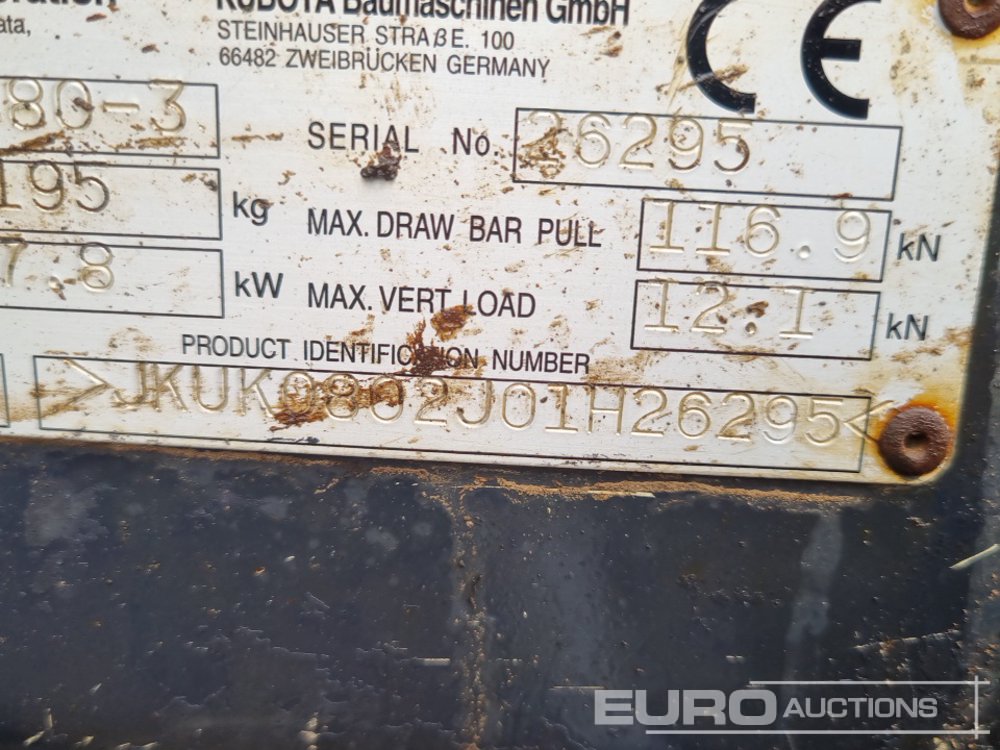 KUBOTA Baumaschinen GmbH
ata,
STEINHAUSER STRAßE. 100
66482 ZWEIBRÜCKEN GERMANY
CE
80-3
SERIAL No. 26295
195 kg
MAX. DRAW BAR PULL 116.9 kN
7.8 kW
MAX. VERT LOAD 12.1 kN
PRODUCT IDENTIFICATION NUMBER
>JKUK0802J01H26295<
EURO AUCTIONS